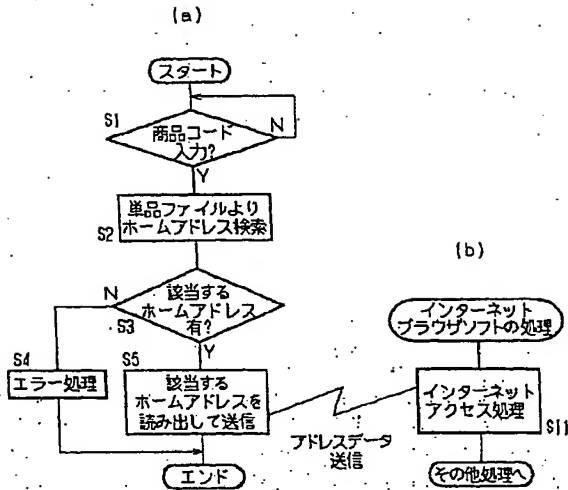 (a)
スタート
S1
商品コード
入力?
N
Y
単品ファイルより
ホームアドレス検索
S2
N
該当する
ホームアドレス
有?
S3
Y
S4
エラー処理
S5
該当する
ホームアドレスを
読み出して送信
エンド
アドレスデータ
送信
(b)
インターネット
ブラウザソフトの処理
インターネット
アクセス処理
S11
その他処理へ